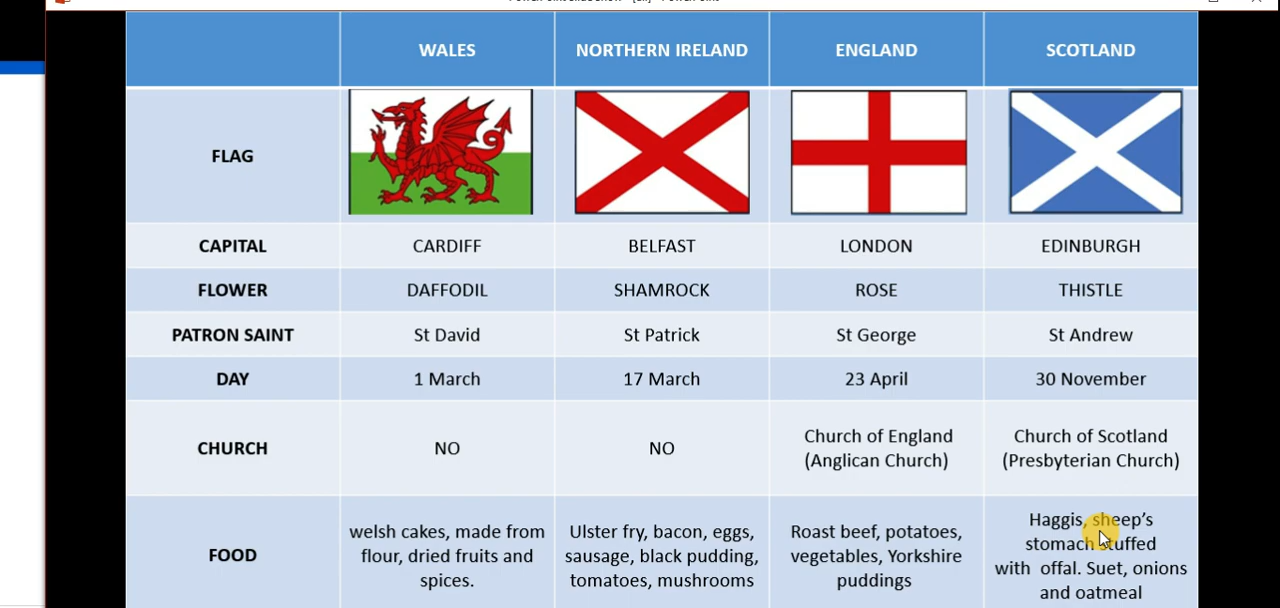 WALES NORTHERN IRELAND ENGLAND SCOTLAND
FLAG
CAPITAL CARDIFF BELFAST LONDON EDINBURGH
FLOWER DAFFODIL SHAMROCK ROSE THISTLE
PATRON SAINT St David St Patrick St George St Andrew
DAY 1 March 17 March 23 April 30 November
CHURCH NO NO
Church of England
(Anglican Church)
Church of Scotland
(Presbyterian Church)
FOOD
welsh cakes, made from
flour, dried fruits and
spices.
Ulster fry, bacon, eggs,
sausage, black pudding,
tomatoes, mushrooms
Roast beef, potatoes,
vegetables, Yorkshire
puddings
Haggis, sheep's
stomach stuffed
with offal. Suet, onions
and oatmeal